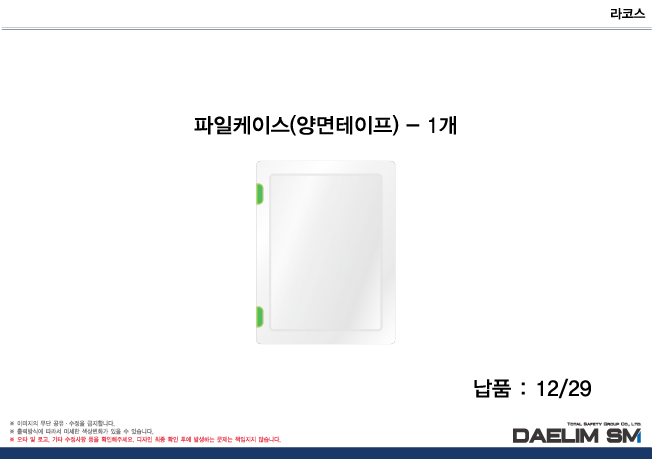 라코스
파일케이스(양면테이프) – 1개
납품 : 12/29
※ 이미지의 무단 공유 · 수정을 금지합니다.
※ 출력방식에 따라서 미세한 색상변화가 있을 수 있습니다.
※ 오타 및 로고, 기타 수정사항 등을 확인해주세요. 디자인 최종 확인 후에 발생하는 문제는 책임지지 않습니다.
TOTAL SAFETY GROUP CO., LTD.
DAELIM SM